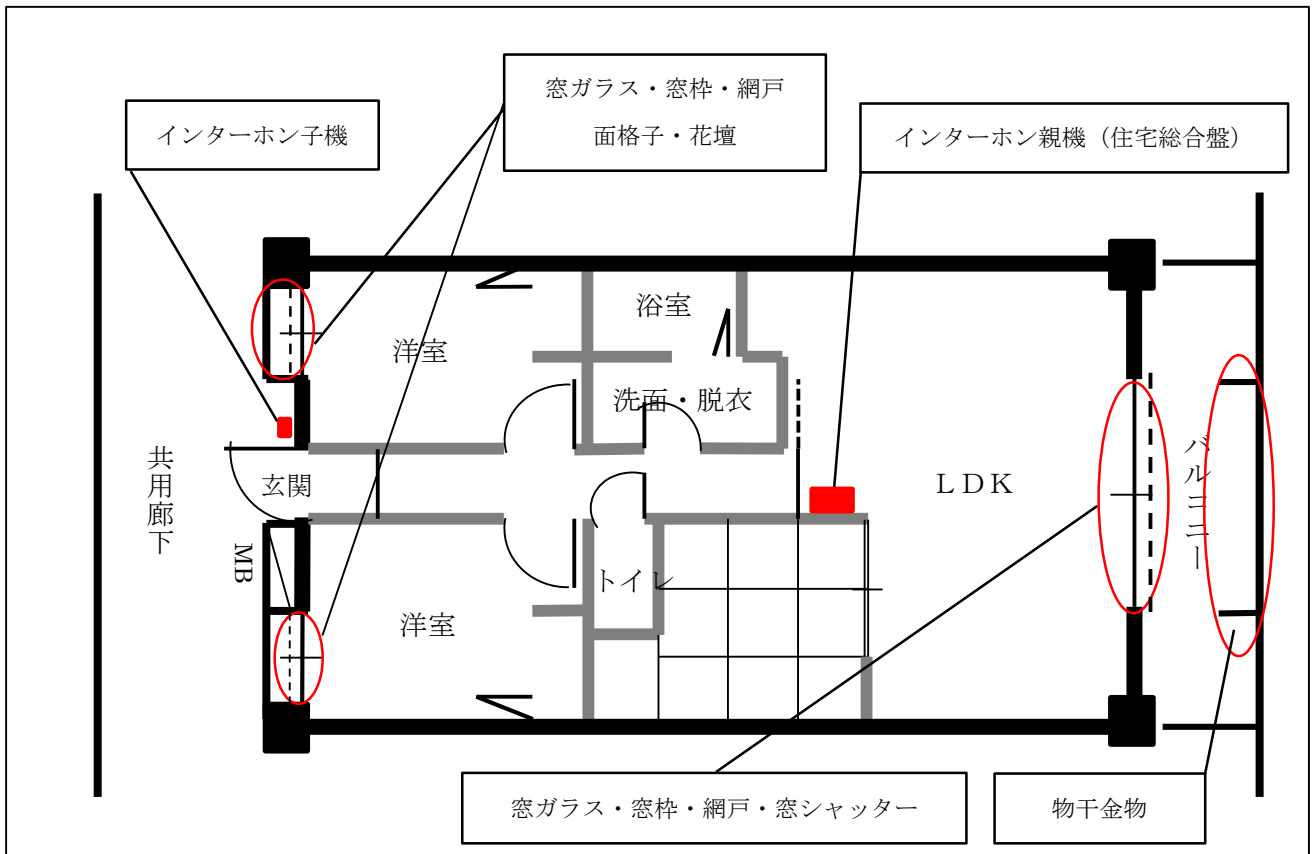 窓ガラス・窓枠・網戸
面格子・花壇
インターホン子機
インターホン親機（住宅総合盤）
浴室
洋室
洗面・脱衣
共用廊下
玄関
LDK
バルコニー
MB
トイレ
洋室
窓ガラス・窓枠・網戸・窓シャッター
物干金物